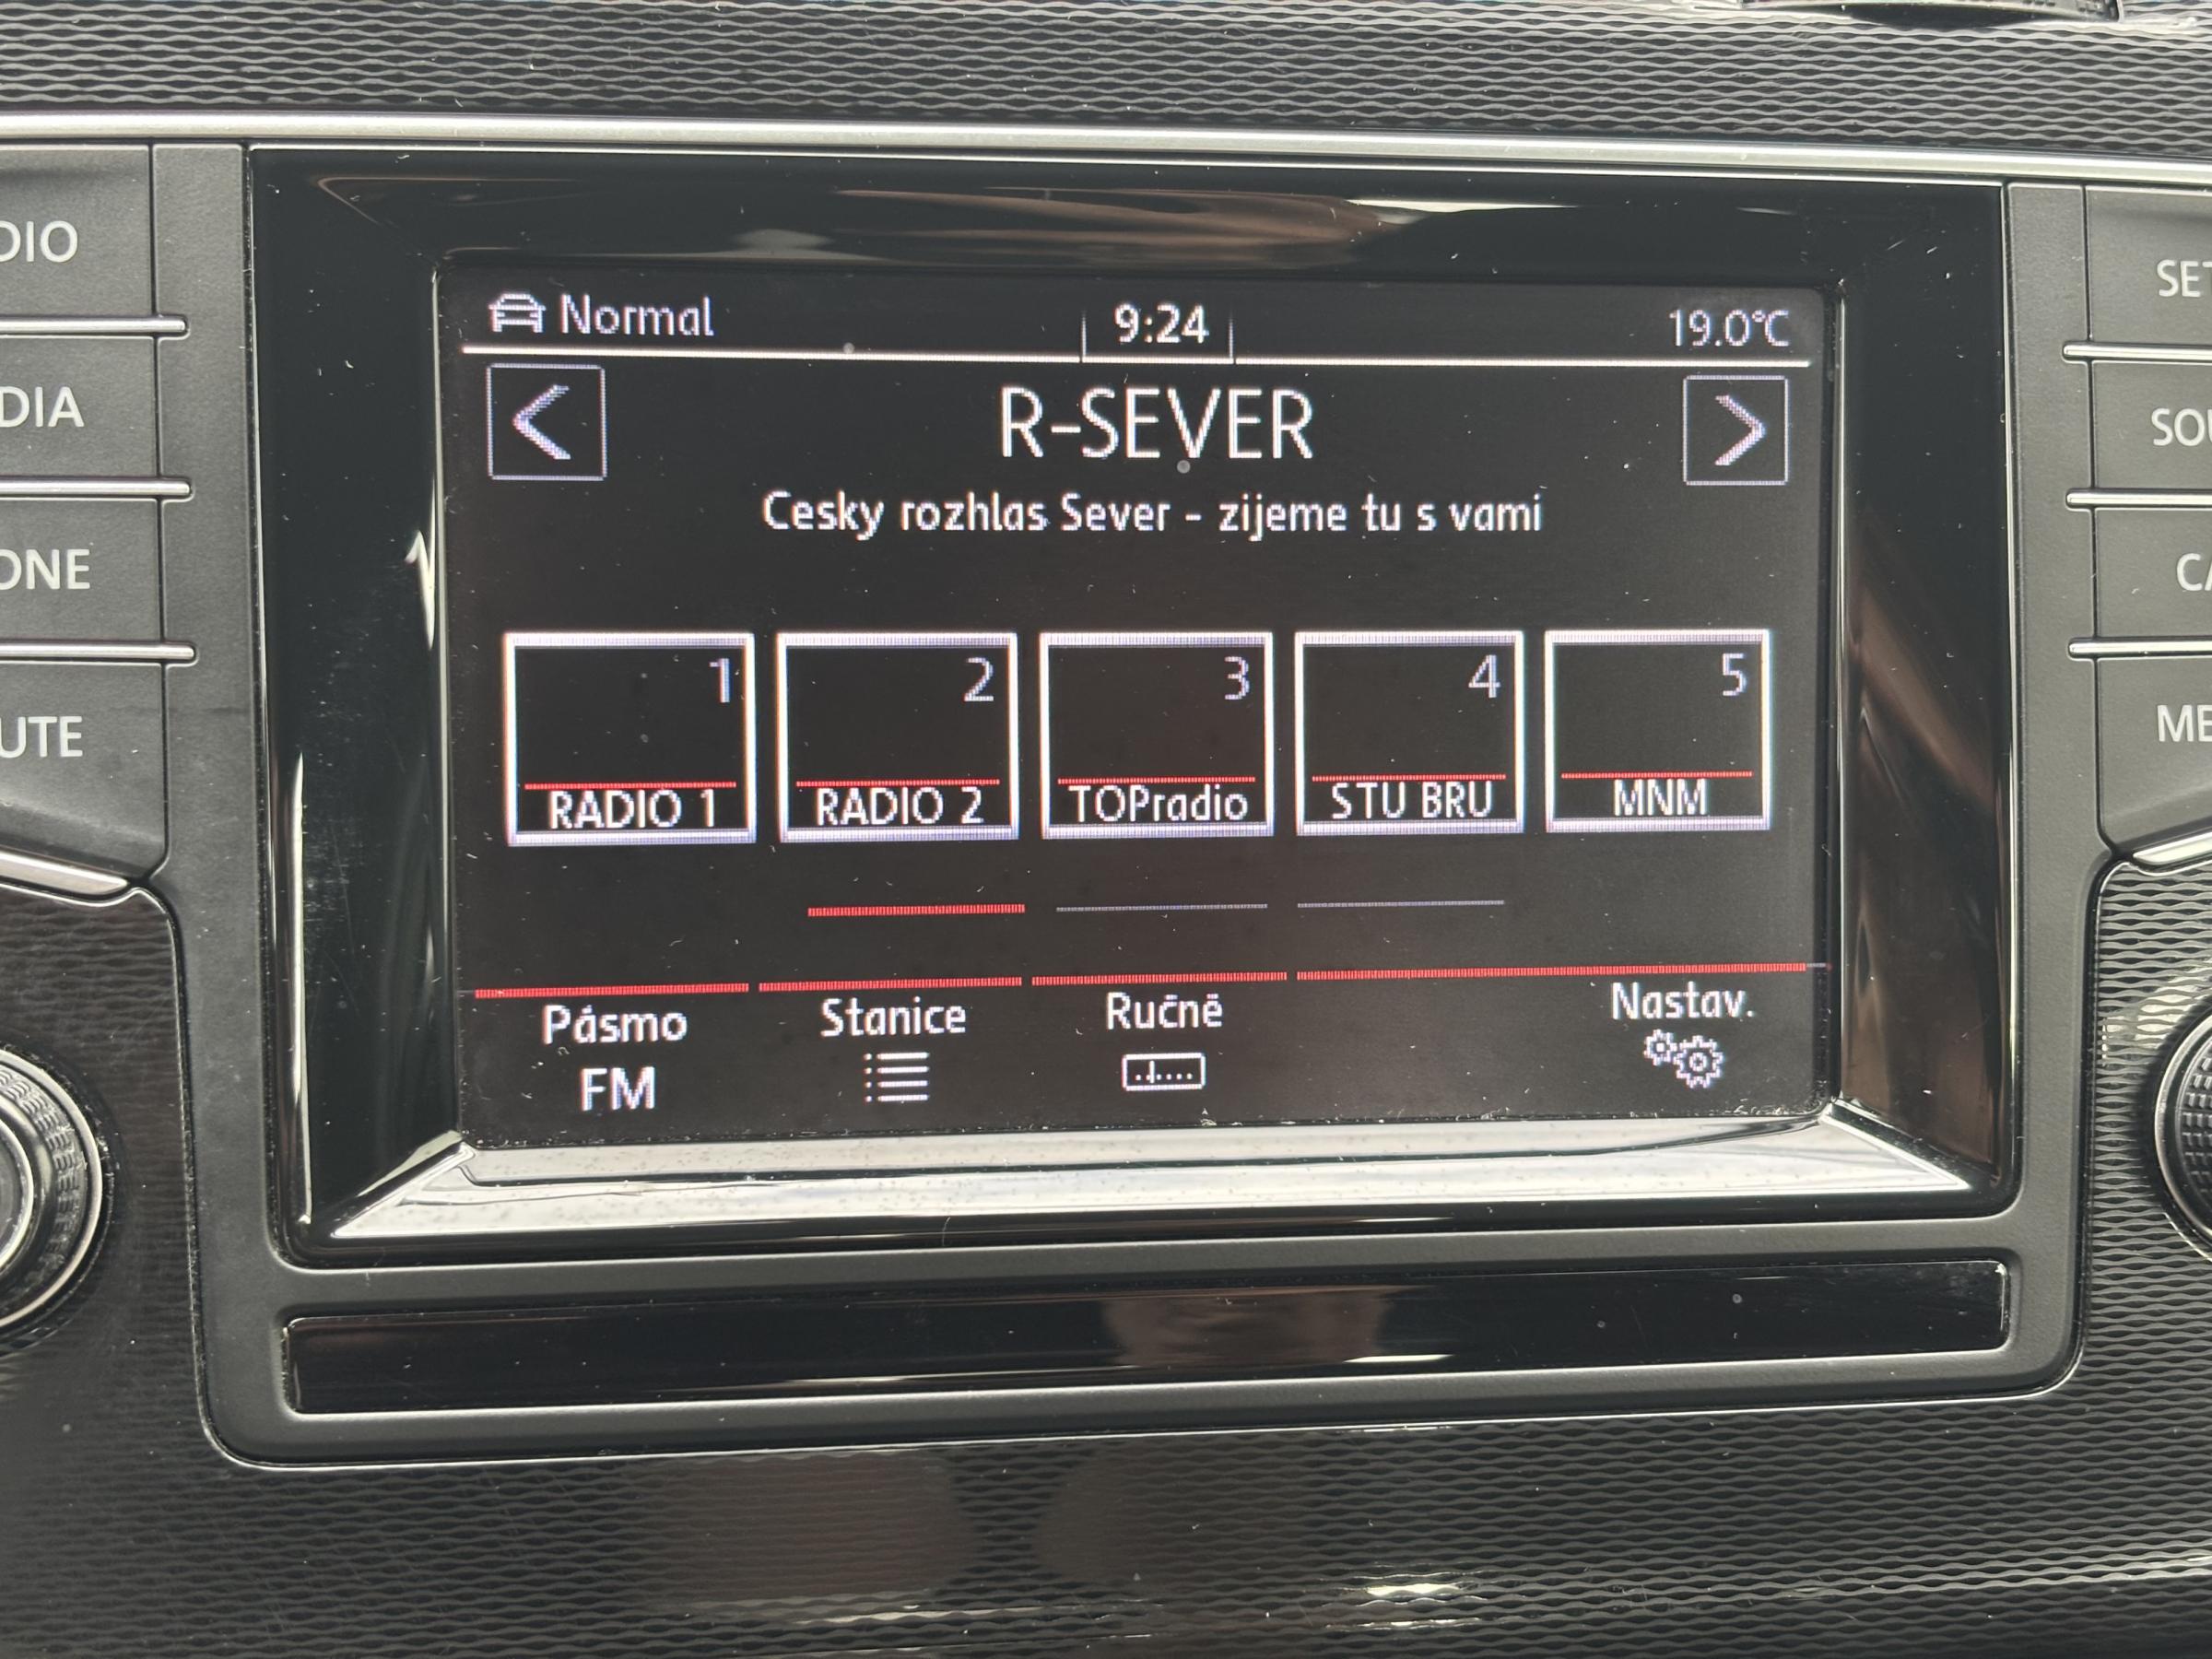 Normal 9:24 19.0°C
R-SEVER
Cesky rozhlas Sever - zijeme tu s vami
1 2 3 4 5
RADIO 1 RADIO 2 TOPradio STU BRU MNM
Pásmo Stanice Ručně Nastav.
FM
DIO
DIA
ONE
UTE
SET
SOU
CA
ME